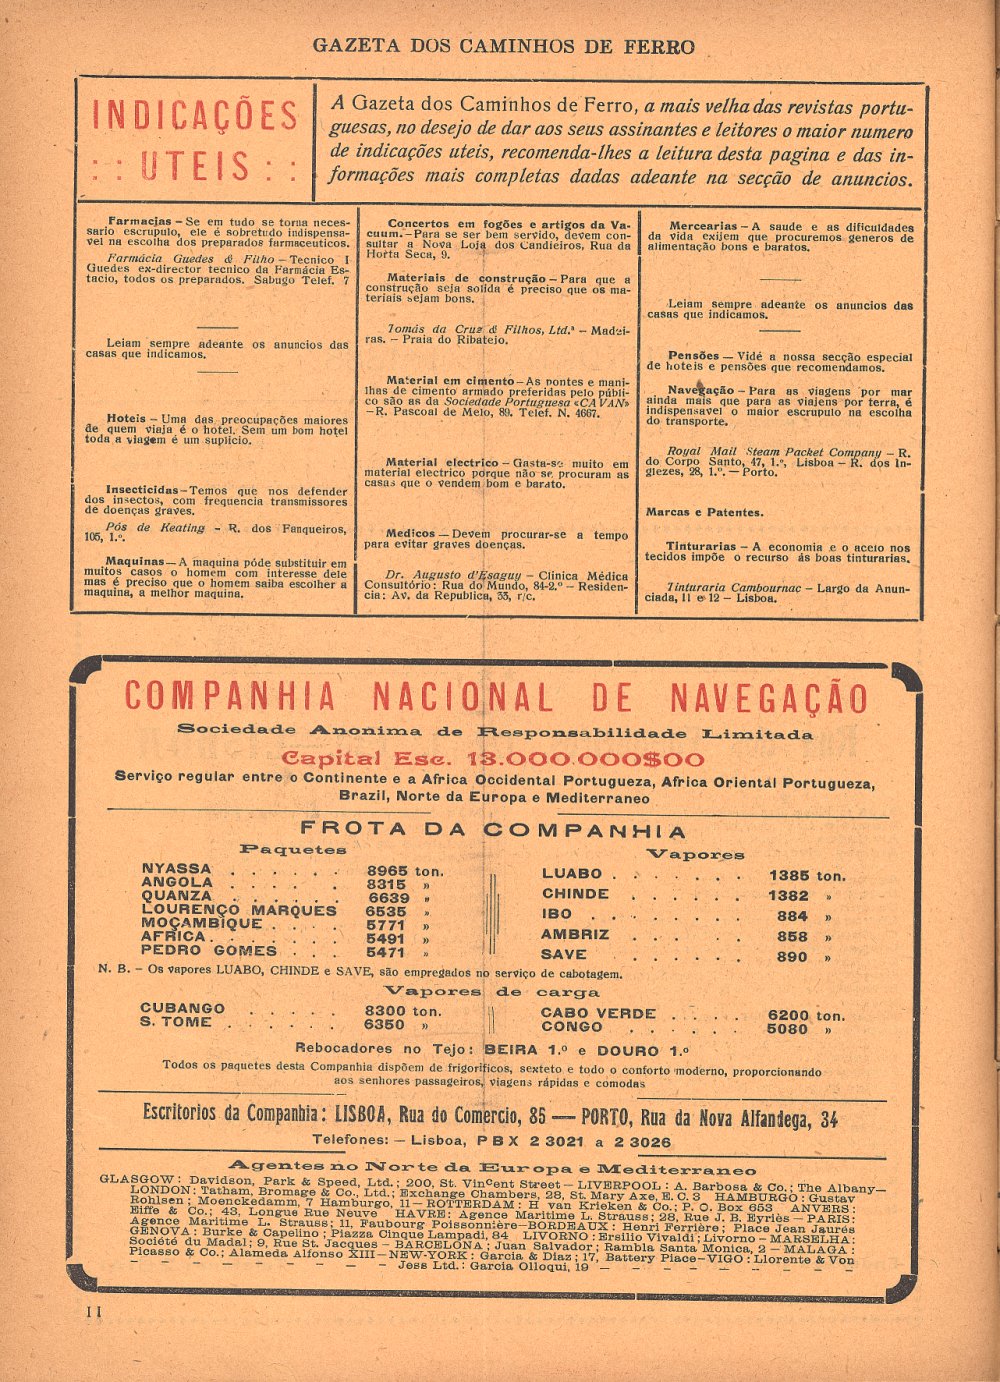 GAZETA DOS CAMINHOS DE FERRO
INDICAÇÕES
: : UTEIS : :
A Gazeta dos Caminhos de Ferro, a mais velha das revistas portu-
guesas, no desejo de dar aos seus assinantes e leitores o maior numero
de indicações uteis, recomenda-lhes a leitura desta pagina e das in-
formações mais completas dadas adeante na secção de anuncios.
Farmacias – Se em tudo se torna neces-
sario escrupulo, ele é sobretudo indispensa-
vel na escolha dos preparados farmaceuticos.
Farmácia Guedes & Filho – Tecnico I
Guedes ex-director tecnico da Farmácia Es-
tacio, todos os preparados. Sabugo Telef. 7
Leiam sempre adeante os anuncios das
casas que indicamos.
Hoteis – Uma das preocupações maiores
de quem viaja é o hotel. Sem um bom hotel
toda a viagem é um suplicio.
Insecticidas – Temos que nos defender
dos insectos, com frequencia transmissores
de doenças graves.
Pós de Keating – R. dos Fanqueiros,
105, 1.º.
Maquinas – A maquina póde substituir em
muitos casos o homem com interesse dele
mas é preciso que o homem saiba escolher a
maquina, a melhor maquina.
Concertos em fogões e artigos da Va-
cuum. – Para se ser bem servido, devem con-
sultar a Nova Loja dos Candieiros, Rua da
Horta Seca, 9.
Materiais de construção – Para que a
construção seja solida é preciso que os ma-
teriais sejam bons.
Tomás da Cruz & Filhos, Ltd.ª – Madei-
ras. – Praia do Ribatejo.
Material em cimento – As pontes e mani-
lhas de cimento armado preferidas pelo públi-
co são as da Sociedade Portuguesa «CAVAN»
– R. Pascoal de Melo, 89. Telef. N. 4667.
Material electrico – Gasta-se muito em
material electrico porque não se procuram as
casas que o vendem bom e barato.
Medicos – Devem procurar-se a tempo
para evitar graves doenças.
Dr. Augusto d'Esaguy – Clinica Médica
Consultório: Rua do Mundo, 84-2.º – Residen-
cia: Av. da Republica, 33, r/c.
Mercearias – A saude e as dificuldades
da vida exijem que procuremos generos de
alimentação bons e baratos.
Leiam sempre adeante os anuncios das
casas que indicamos.
Pensões – Vidé a nossa secção especial
de hoteis e pensões que recomendamos.
Navegação – Para as viagens por mar
ainda mais que para as viajens por terra, é
indispensavel o maior escrupulo na escolha
do transporte.
Royal Mail Steam Packet Company – R.
do Corpo Santo, 47, 1.º, Lisboa – R. dos In-
glezes, 28, 1.º. – Porto.
Marcas e Patentes.
Tinturarias – A economia e o aceio nos
tecidos impõe o recurso ás boas tinturarias.
Tinturaria Cambournac – Largo da Anun-
ciada, 11 e 12 – Lisboa.
COMPANHIA NACIONAL DE NAVEGAÇÃO
Sociedade Anonima de Responsabilidade Limitada
Capital Esc. 13.000.000$00
Serviço regular entre o Continente e a Africa Occidental Portugueza, Africa Oriental Portugueza,
Brazil, Norte da Europa e Mediterraneo
FROTA DA COMPANHIA
Paquetes
NYASSA . . . . . . 8965 ton.
ANGOLA . . . . . . 8315 »
QUANZA . . . . . . 6639 »
LOURENÇO MARQUES 6535 »
MOÇAMBIQUE . . . . 5771 »
AFRICA . . . . . . 5491 »
PEDRO GOMES . . . 5471 »
Vapores
LUABO . . . . . . . 1385 ton.
CHINDE . . . . . . 1382 »
IBO . . . . . . . . 884 »
AMBRIZ . . . . . . 858 »
SAVE . . . . . . . 890 »
N. B. – Os vapores LUABO, CHINDE e SAVE, são empregados no serviço de cabotagem.
Vapores de carga
CUBANGO . . . . . 8300 ton.
S. TOME . . . . . . 6350 »
CABO VERDE . . . . . 6200 ton.
CONGO . . . . . . 5080 »
Rebocadores no Tejo: BEIRA 1.º e DOURO 1.º
Todos os paquetes desta Companhia dispõem de frigorificos, sexteto e todo o conforto moderno, proporcionando
aos senhores passageiros, viagens rápidas e comodas
Escritorios da Companhia: LISBOA, Rua do Comercio, 85 — PORTO, Rua da Nova Alfandega, 34
Telefones: – Lisboa, PBX 23021 a 23026
Agentes no Norte da Europa e Mediterraneo
GLASGOW: Davidson, Park & Speed, Ltd.; 200, St. Vincent Street – LIVERPOOL: A. Barbosa & Co.; The Albany–
LONDON: Tatham, Bromage & Co., Ltd.; Exchange Chambers, 28, St. Mary Axe, E. C. 3 HAMBURGO: Gustav
Rohlsen; Moenckedamm, 7 Hamburgo, 11 – ROTTERDAM: H van Krieken & Co.; P. O. Box 653 ANVERS:
Eiffe & Co.; 43, Longue Rue Neuve HAVRE: Agence Maritime L. Strauss; 28, Rue J. B. Eyriès – PARIS:
Agence Maritime L. Strauss; 11, Faubourg Poissonnière – BORDEAUX: Henri Ferrière; Place Jean Jaurés
GENOVA: Burke & Capelino; Piazza Cinque Lampadi, 84 LIVORNO: Ersilio Vivaldi; Livorno – MARSELHA:
Société du Madal; 9, Rue St. Jacques – BARCELONA: Juan Salvador; Rambla Santa Monica, 2 – MALAGA:
Picasso & Co.; Alameda Alfonso XIII – NEW-YORK: Garcia & Diaz; 17, Battery Place – VIGO: Llorente & Von
Jess Ltd.: Garcia Olloqui, 19
II